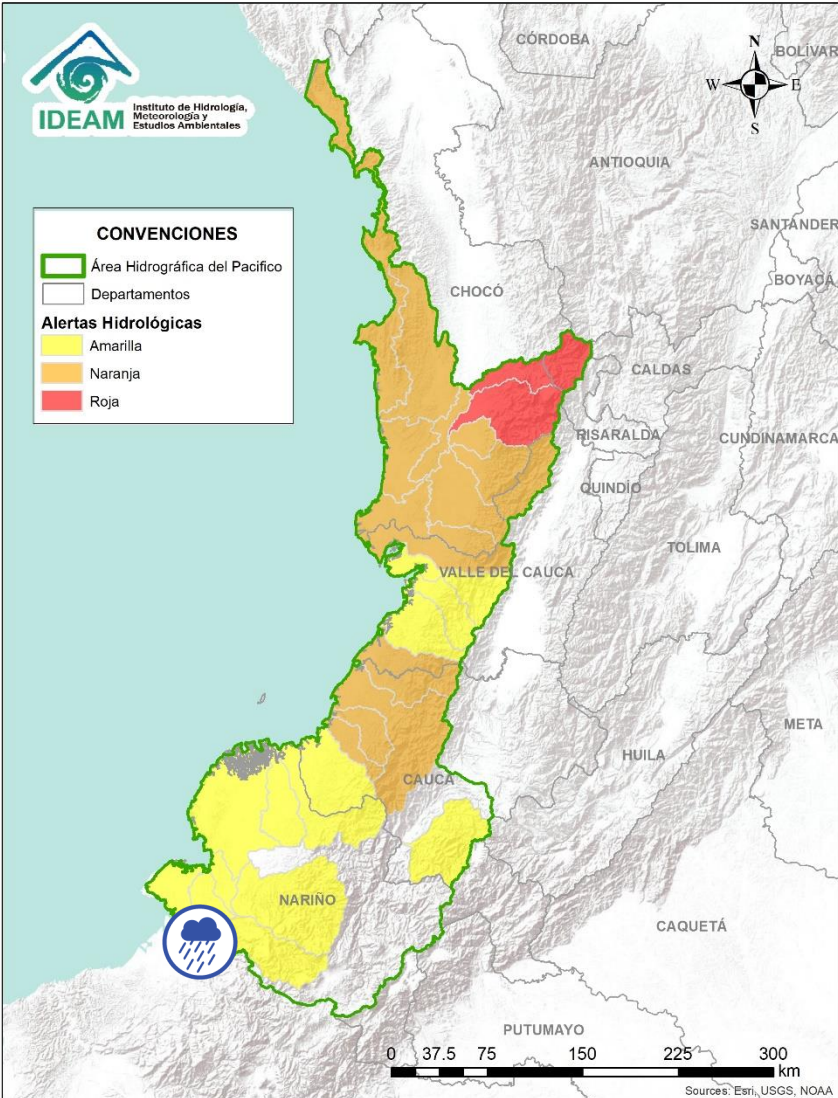 IDEAM
Instituto de Hidrología,
Meteorología y
Estudios Ambientales
CONVENCIONES
Área Hidrográfica del Pacifico
Departamentos
Alertas Hidrológicas
Amarilla
Naranja
Roja
N
W
E
S
CÓRDOBA
BOLÍVAR
ANTIOQUIA
SANTANDER
BOYACÁ
CHOCÓ
CALDAS
RISARALDA
CUNDINAMARCA
QUINDÍO
TOLIMA
VALLE DEL CAUCA
META
HUILA
CAUCA
NARIÑO
CAQUETÁ
PUTUMAYO
0 37.5 75 150 225 300
km
Sources: Esri, USGS, NOAA